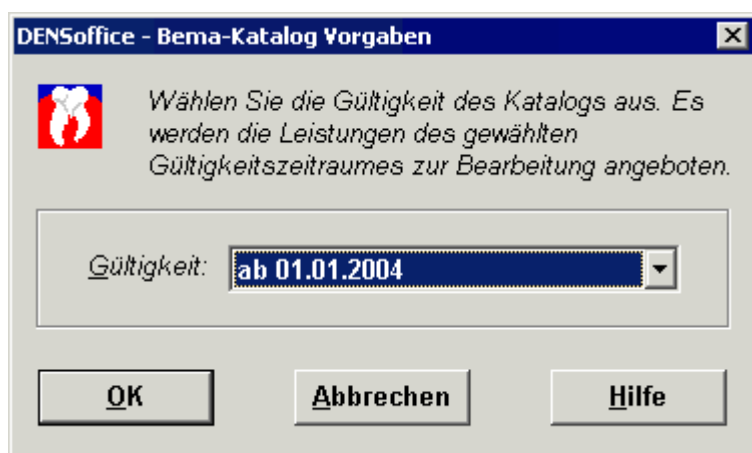 DENSoffice - Bema-Katalog Vorgaben
Wählen Sie die Gültigkeit des Katalogs aus. Es
werden die Leistungen des gewählten
Gültigkeitszeitraumes zur Bearbeitung angeboten.
Gültigkeit: ab 01.01.2004
OK Abbrechen Hilfe